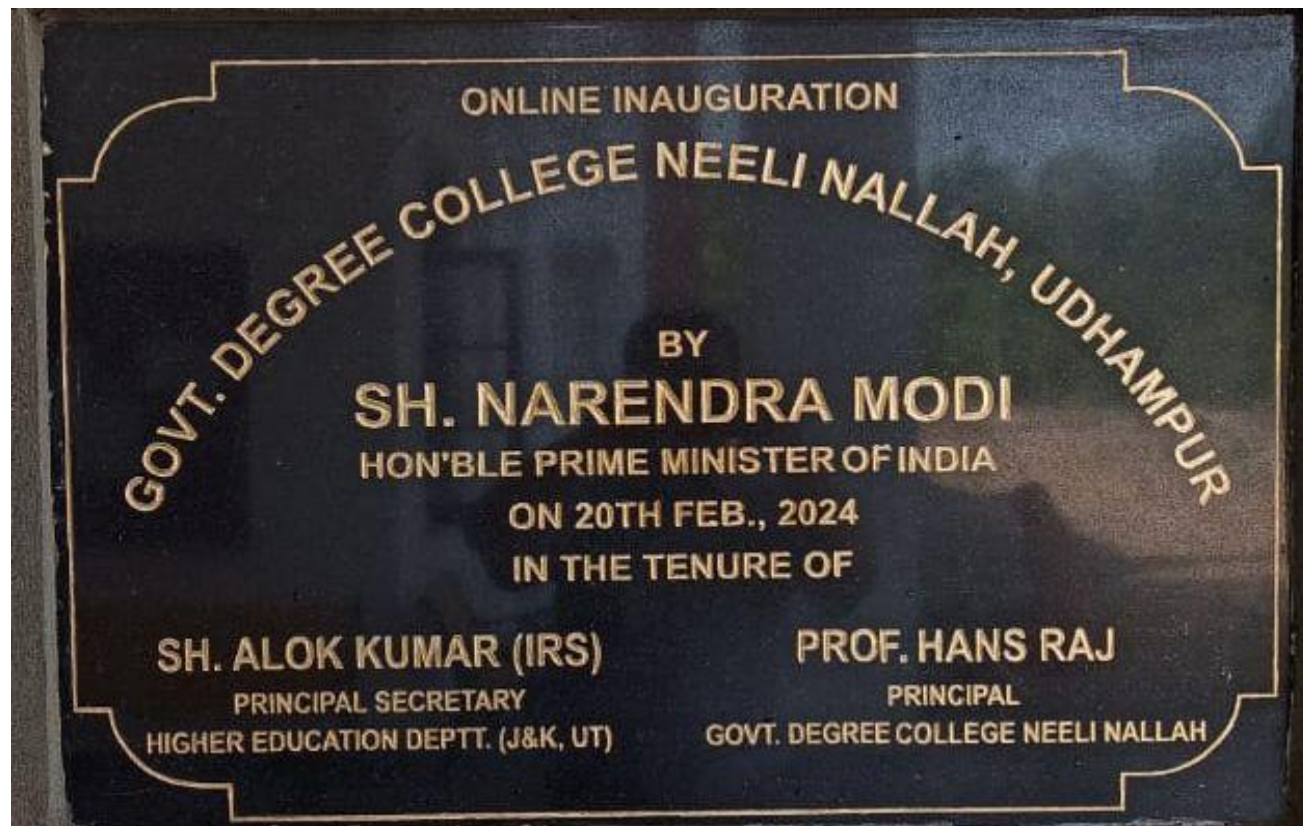 ONLINE INAUGURATION
GOVT. DEGREE COLLEGE NEELI NALLAH, UDHAMPUR
BY
SH. NARENDRA MODI
HON'BLE PRIME MINISTER OF INDIA
ON 20TH FEB., 2024
IN THE TENURE OF
SH. ALOK KUMAR (IRS)
PRINCIPAL SECRETARY
HIGHER EDUCATION DEPTT. (J&K, UT)
PROF. HANS RAJ
PRINCIPAL
GOVT. DEGREE COLLEGE NEELI NALLAH